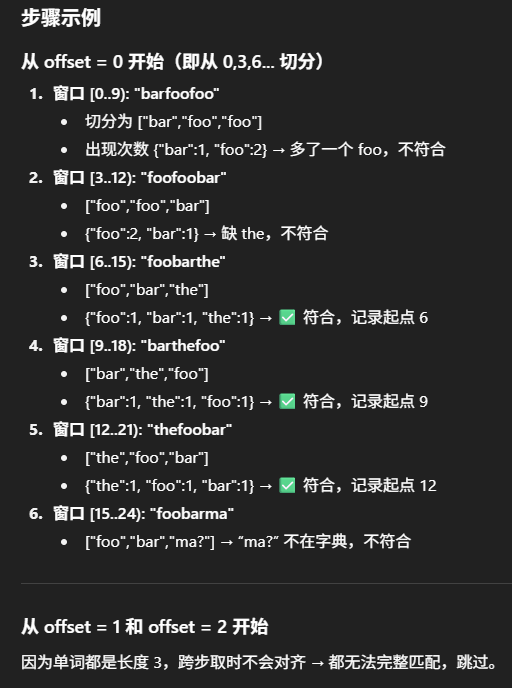 步骤示例
从 offset = 0 开始（即从 0,3,6... 切分）
1. 窗口 [0..9): "barfoofoo"
• 切分为 ["bar","foo","foo"]
• 出现次数 {"bar":1, "foo":2} → 多了一个 foo，不符合
2. 窗口 [3..12): "foofoobar"
• ["foo","foo","bar"]
• {"foo":2, "bar":1} → 缺 the，不符合
3. 窗口 [6..15): "foobarthe"
• ["foo","bar","the"]
• {"foo":1, "bar":1, "the":1} → ✅ 符合，记录起点 6
4. 窗口 [9..18): "barthefoo"
• ["bar","the","foo"]
• {"bar":1, "the":1, "foo":1} → ✅ 符合，记录起点 9
5. 窗口 [12..21): "thefoobar"
• ["the","foo","bar"]
• {"the":1, "foo":1, "bar":1} → ✅ 符合，记录起点 12
6. 窗口 [15..24): "foobarma"
• ["foo","bar","ma?"] → “ma?” 不在字典，不符合
从 offset = 1 和 offset = 2 开始
因为单词都是长度 3，跨步取时不会对齐 → 都无法完整匹配，跳过。